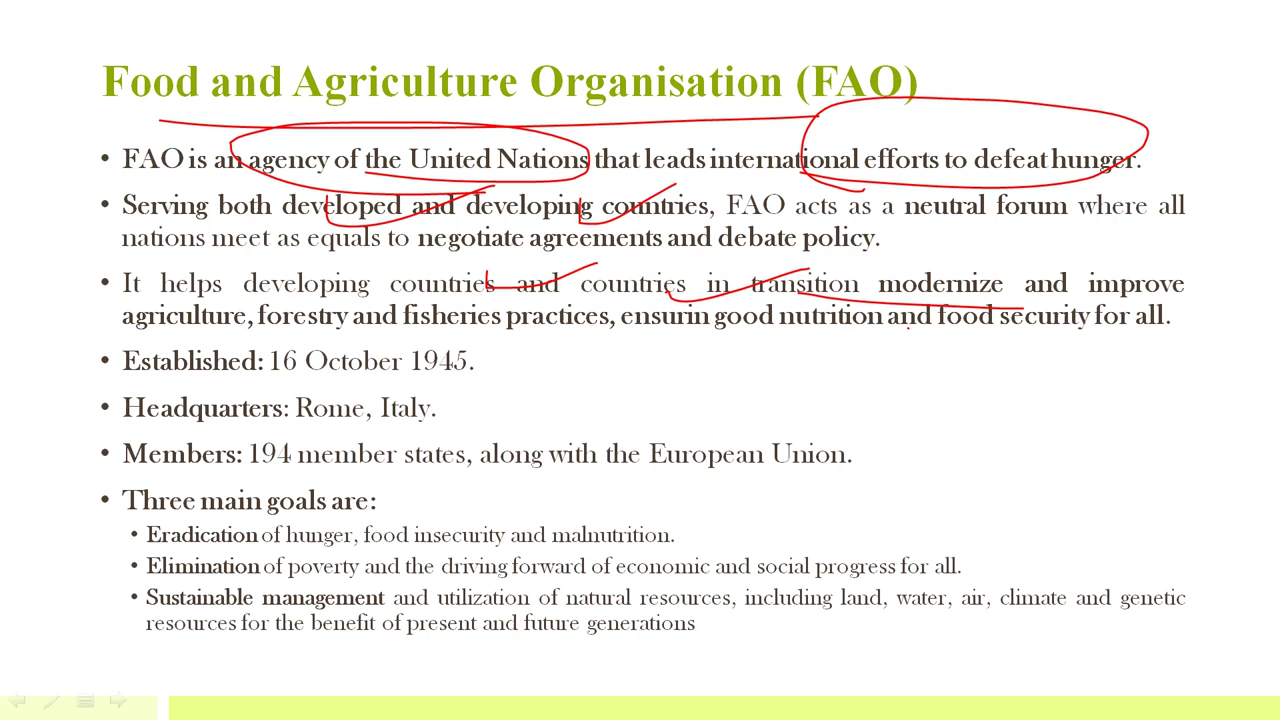 Food and Agriculture Organisation (FAO)
• FAO is an agency of the United Nations that leads international efforts to defeat hunger.
• Serving both developed and developing countries, FAO acts as a neutral forum where all
nations meet as equals to negotiate agreements and debate policy.
• It helps developing countries and countries in transition modernize and improve
agriculture, forestry and fisheries practices, ensurin good nutrition and food security for all.
• Established: 16 October 1945.
• Headquarters: Rome, Italy.
• Members: 194 member states, along with the European Union.
• Three main goals are:
• Eradication of hunger, food insecurity and malnutrition.
• Elimination of poverty and the driving forward of economic and social progress for all.
• Sustainable management and utilization of natural resources, including land, water, air, climate and genetic
resources for the benefit of present and future generations